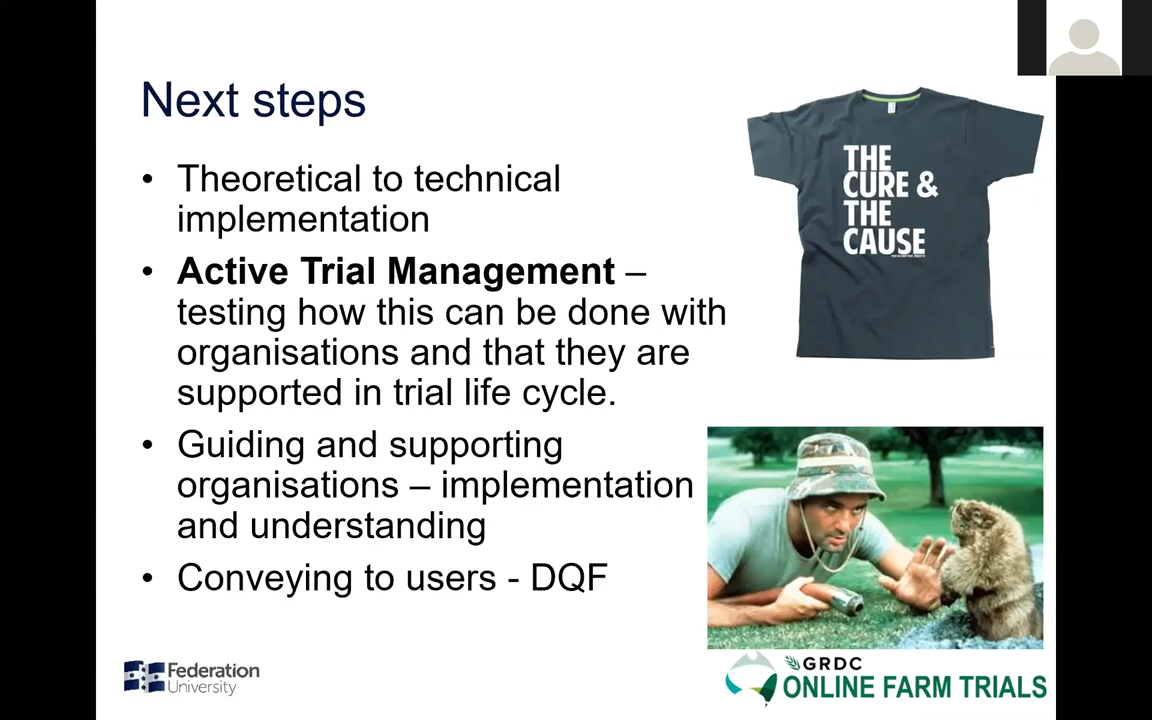 Next steps
• Theoretical to technical
implementation
• Active Trial Management –
testing how this can be done with
organisations and that they are
supported in trial life cycle.
• Guiding and supporting
organisations – implementation
and understanding
• Conveying to users - DQF
THE
CURE &
THE
CAUSE
Federation
University
GRDC
ONLINE FARM TRIALS